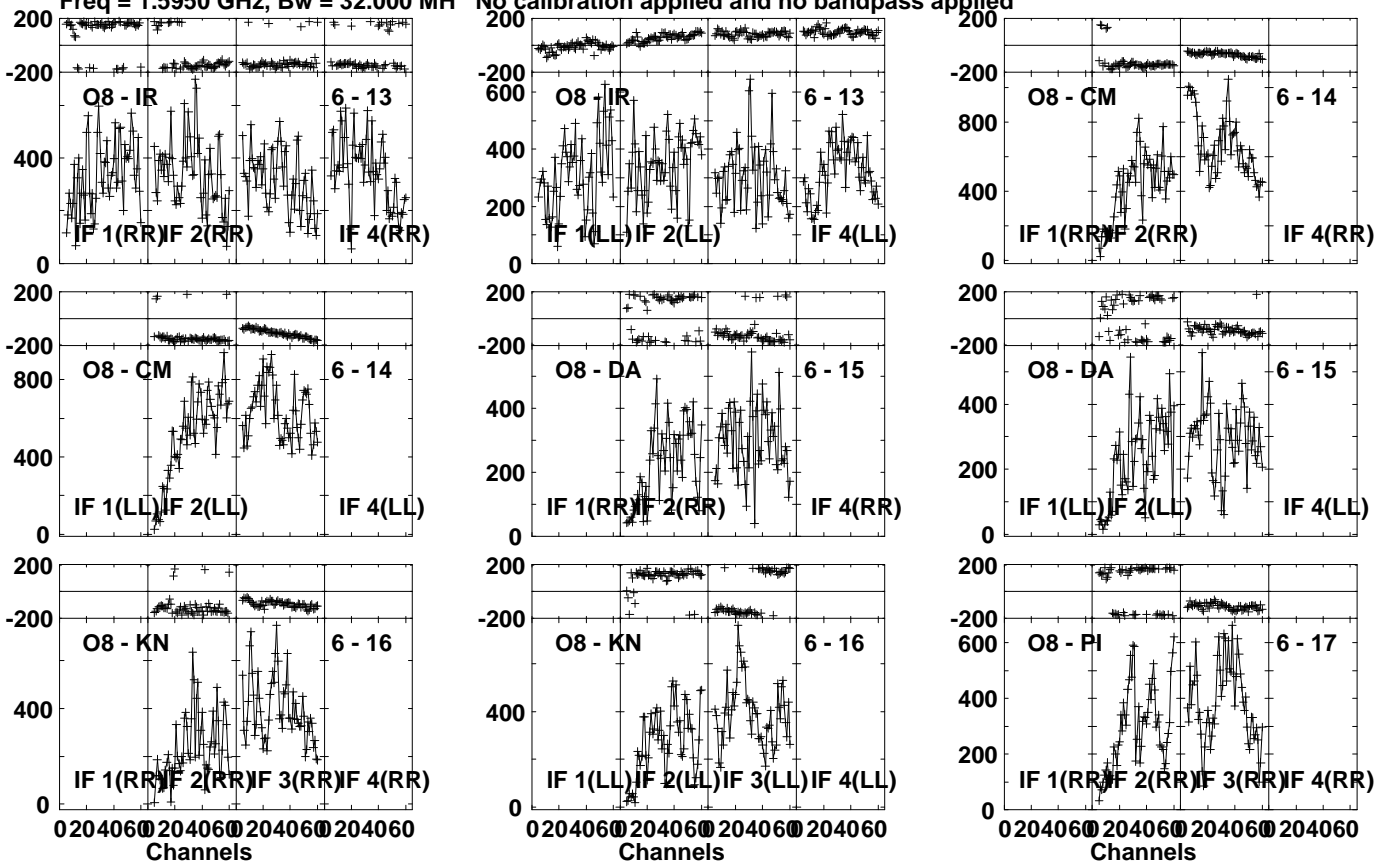 Freq = 1.5950 GHz, Bw = 32.000 MH No calibration applied and no bandpass applied
200
-200
O8 - IR
6 - 13
400
0
IF 1(RR)
IF 2(RR)
IF 4(RR)
200
-200
600
400
200
0
O8 - IR
6 - 13
IF 1(LL)
IF 2(LL)
IF 4(LL)
200
-200
800
400
0
O8 - CM
6 - 14
IF 1(RR)
IF 2(RR)
IF 4(RR)
200
-200
800
400
0
O8 - CM
6 - 14
IF 1(LL)
IF 2(LL)
IF 4(LL)
200
-200
400
200
0
O8 - DA
6 - 15
IF 1(RR)
IF 2(RR)
IF 4(RR)
200
-200
400
200
0
O8 - DA
6 - 15
IF 1(LL)
IF 2(LL)
IF 4(LL)
200
-200
400
0
O8 - KN
6 - 16
IF 1(RR)
IF 2(RR)
IF 3(RR)
IF 4(RR)
0 20 40 60 0 20 40 60 0 20 40 60 0 20 40 60
Channels
200
-200
400
0
O8 - KN
6 - 16
IF 1(LL)
IF 2(LL)
IF 3(LL)
IF 4(LL)
0 20 40 60 0 20 40 60 0 20 40 60 0 20 40 60
Channels
200
-200
600
400
200
0
O8 - PI
6 - 17
IF 1(RR)
IF 2(RR)
IF 3(RR)
IF 4(RR)
0 20 40 60 0 20 40 60 0 20 40 60 0 20 40 60
Channels